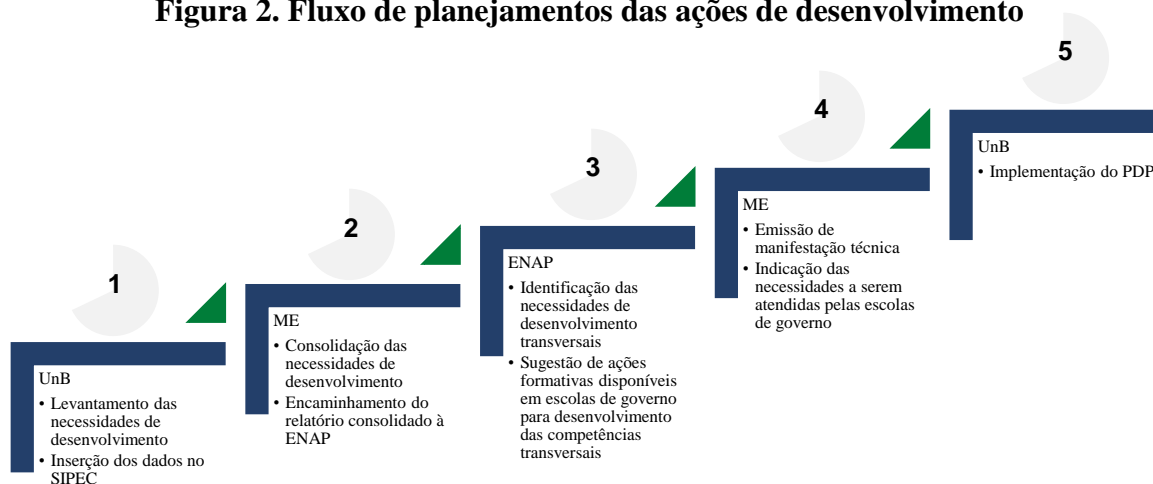 Figura 2. Fluxo de planejamentos das ações de desenvolvimento
1
UnB
• Levantamento das
necessidades de
desenvolvimento
• Inserção dos dados no
SIPEC
2
ME
• Consolidação das
necessidades de
desenvolvimento
• Encaminhamento do
relatório consolidado à
ENAP
3
ENAP
• Identificação das
necessidades de
desenvolvimento
transversais
• Sugestão de ações
formativas disponíveis
em escolas de governo
para desenvolvimento
das competências
transversais
4
ME
• Emissão de
manifestação técnica
• Indicação das
necessidades a serem
atendidas pelas escolas
de governo
5
UnB
• Implementação do PDP